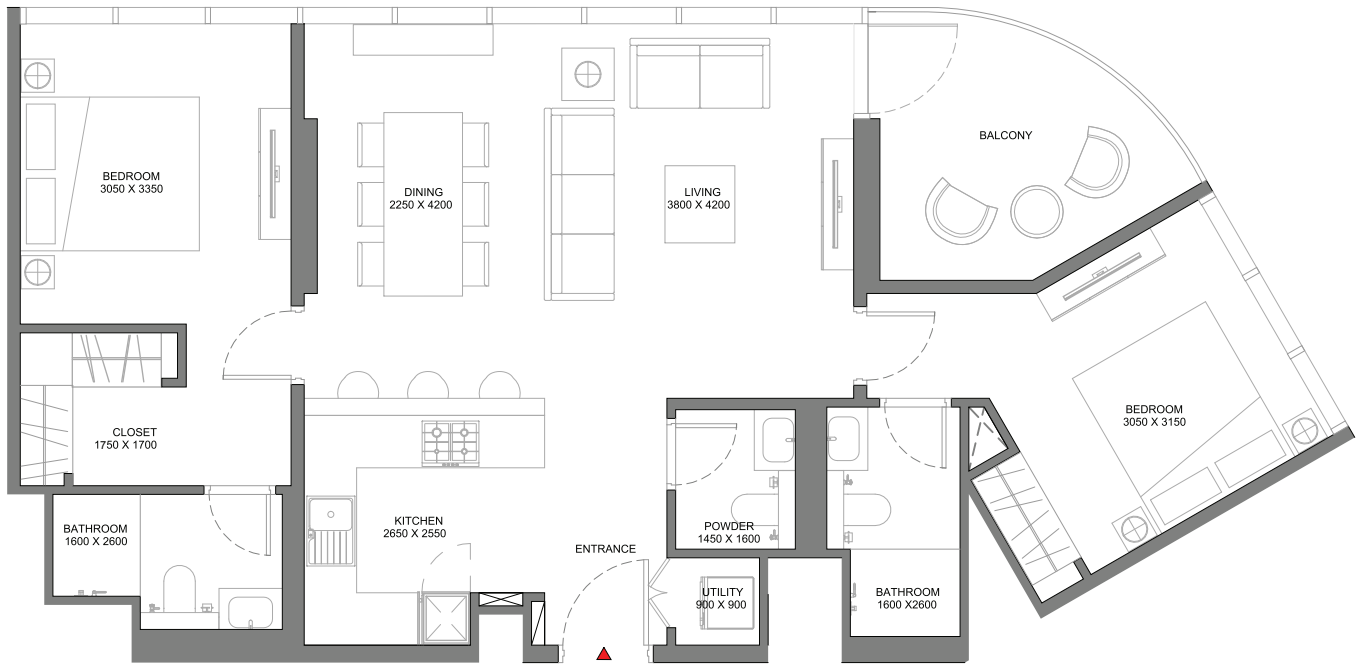 BALCONY
BEDROOM
3050 X 3350
DINING
2250 X 4200
LIVING
3800 X 4200
BEDROOM
3050 X 3150
CLOSET
1750 X 1700
BATHROOM
1600 X 2600
KITCHEN
2650 X 2550
ENTRANCE
POWDER
1450 X 1600
UTILITY
900 X 900
BATHROOM
1600 X2600